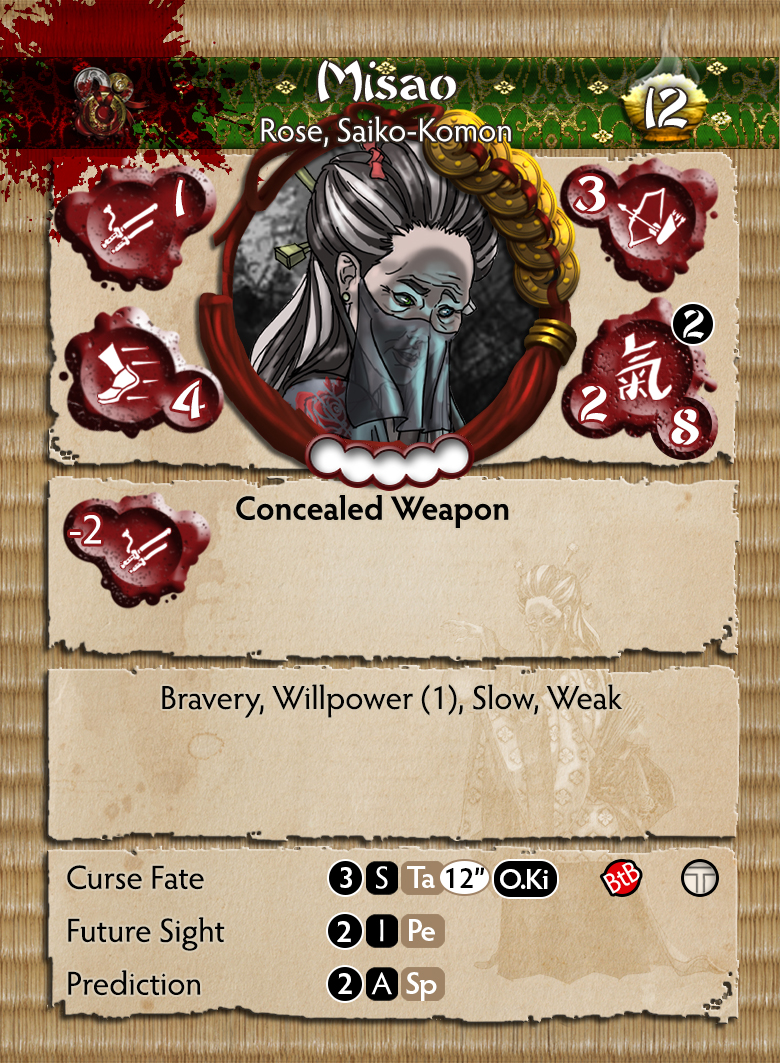 Misao
12
Rose, Saiko-Komon
1
3
4
氣
2
2
8
-2
Concealed Weapon
Bravery, Willpower (1), Slow, Weak
Curse Fate 3 S Ta 12" O.Ki BtB T
Future Sight 2 I Pe
Prediction 2 A Sp